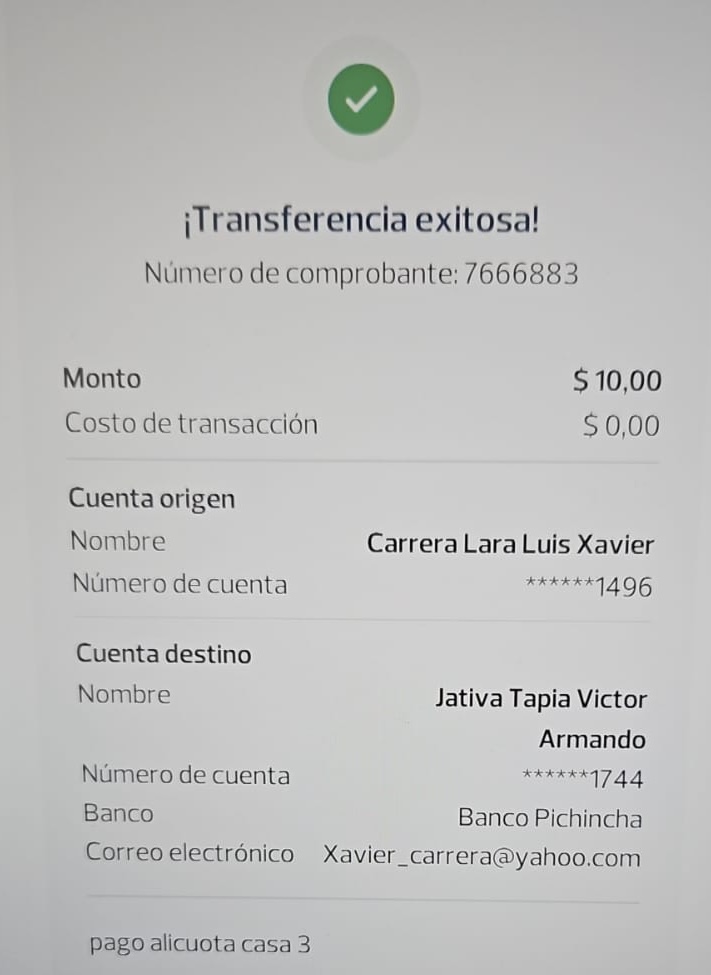 ¡Transferencia exitosa!
Número de comprobante: 7666883
Monto $ 10,00
Costo de transacción $ 0,00
Cuenta origen
Nombre Carrera Lara Luis Xavier
Número de cuenta ******1496
Cuenta destino
Nombre Jativa Tapia Victor
Armando
Número de cuenta ******1744
Banco Banco Pichincha
Correo electrónico Xavier_carrera@yahoo.com
pago alicuota casa 3